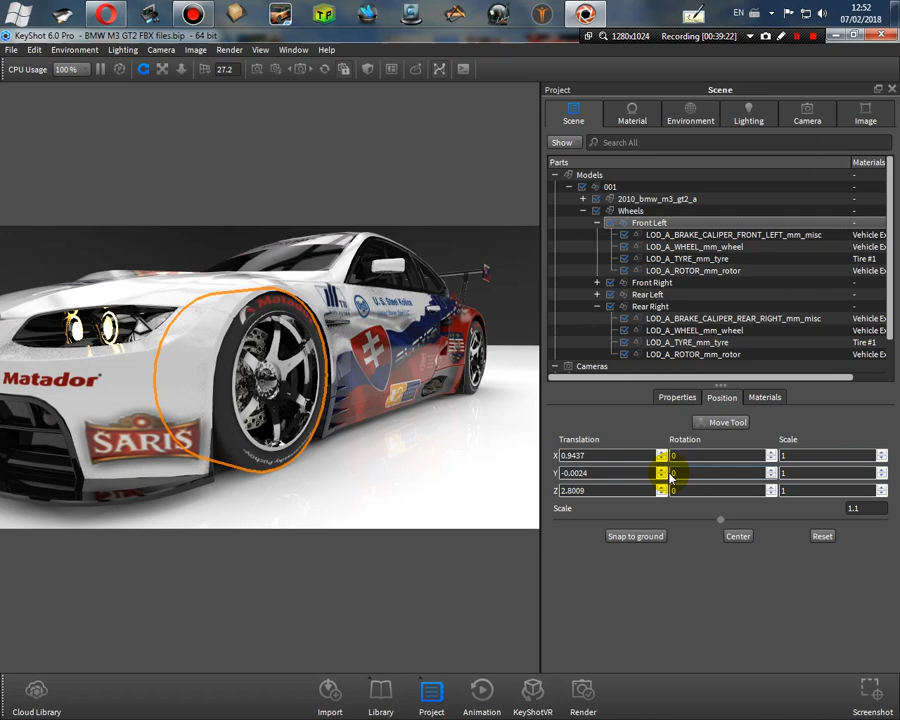 TP
EN
12:52
07/02/2018
KeyShot 6.0 Pro - BMW M3 GT2 FBX files.bip - 64 bit
1280x1024
Recording [00:39:22]
File Edit Environment Lighting Camera Image Render View Window Help
CPU Usage 100 % 27.2
Project Scene
Scene Material Environment Lighting Camera Image
Show Search All
Parts Materials
Models -
001 -
2010_bmw_m3_gt2_a -
Wheels -
Front Left -
LOD_A_BRAKE_CALIPER_FRONT_LEFT_mm_misc Vehicle E
LOD_A_WHEEL_mm_wheel Vehicle E
LOD_A_TYRE_mm_tyre Tire #1
LOD_A_ROTOR_mm_rotor Vehicle E
Front Right -
Rear Left -
Rear Right -
LOD_A_BRAKE_CALIPER_REAR_RIGHT_mm_misc Vehicle E
LOD_A_WHEEL_mm_wheel Vehicle E
LOD_A_TYRE_mm_tyre Tire #1
LOD_A_ROTOR_mm_rotor Vehicle E
Cameras -
Properties Position Materials
Move Tool
Translation Rotation Scale
X 0.9437 0 1
Y -0.0024 0 1
Z 2.8009 0 1
Scale 1.1
Snap to ground Center Reset
Matador
U.S. Steel Košice
Matador
SARIS
Cloud Library Import Library Project Animation KeyShotVR Render Screenshot